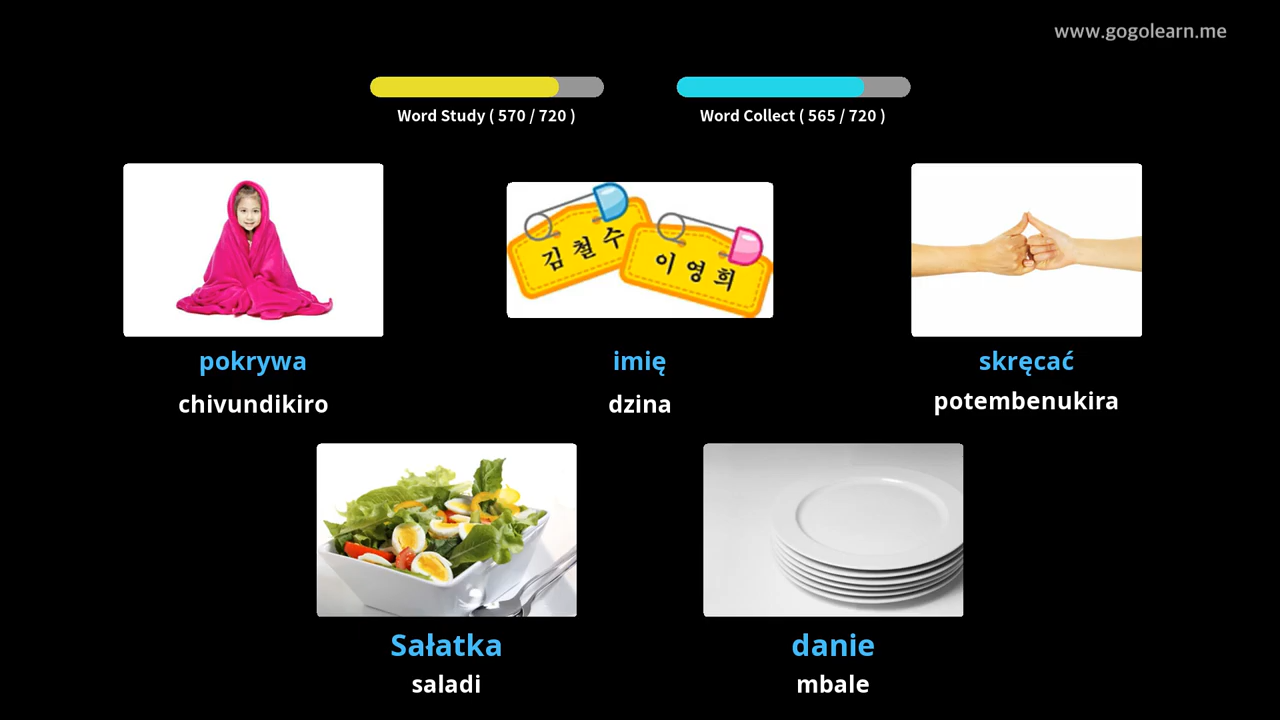 www.gogolearn.me
Word Study ( 570 / 720 )
Word Collect ( 565 / 720 )
김철수
이영희
pokrywa
imię
skręcać
chivundikiro
dzina
potembenukira
Sałatka
danie
saladi
mbale